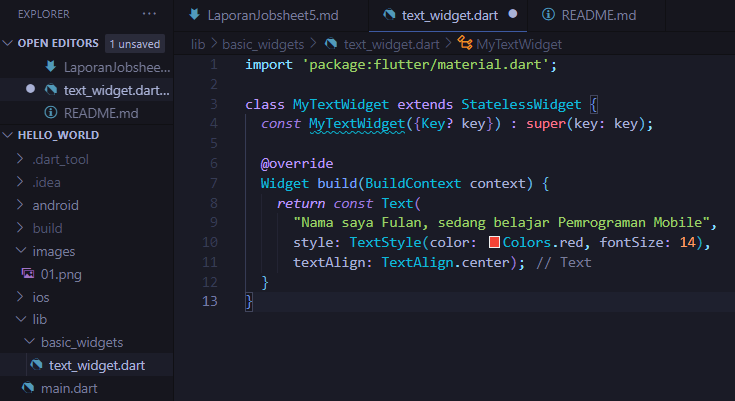 EXPLORER
OPEN EDITORS 1 unsaved
LaporanJobshee...
text_widget.dart...
README.md
HELLO_WORLD
.dart_tool
.idea
android
build
images
01.png
ios
lib
basic_widgets
text_widget.dart
main.dart
LaporanJobsheet5.md
text_widget.dart
README.md
lib > basic_widgets > text_widget.dart > MyTextWidget
1 import 'package:flutter/material.dart';
2
3 class MyTextWidget extends StatelessWidget {
4 const MyTextWidget({Key? key}) : super(key: key);
5
6 @override
7 Widget build(BuildContext context) {
8 return const Text(
9 "Nama saya Fulan, sedang belajar Pemrograman Mobile",
10 style: TextStyle(color: Colors.red, fontSize: 14),
11 textAlign: TextAlign.center); // Text
12 }
13 }